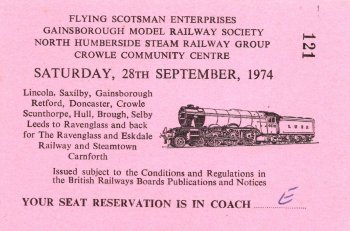 FLYING SCOTSMAN ENTERPRISES
GAINSBOROUGH MODEL RAILWAY SOCIETY
NORTH HUMBERSIDE STEAM RAILWAY GROUP
CROWLE COMMUNITY CENTRE
121
SATURDAY, 28TH SEPTEMBER, 1974
Lincoln, Saxilby, Gainsborough
Retford, Doncaster, Crowle
Scunthorpe, Hull, Brough, Selby
Leeds to Ravenglass and back
for The Ravenglass and Eskdale
Railway and Steamtown
Carnforth
Issued subject to the Conditions and Regulations in
the British Railways Boards Publications and Notices
YOUR SEAT RESERVATION IS IN COACH E